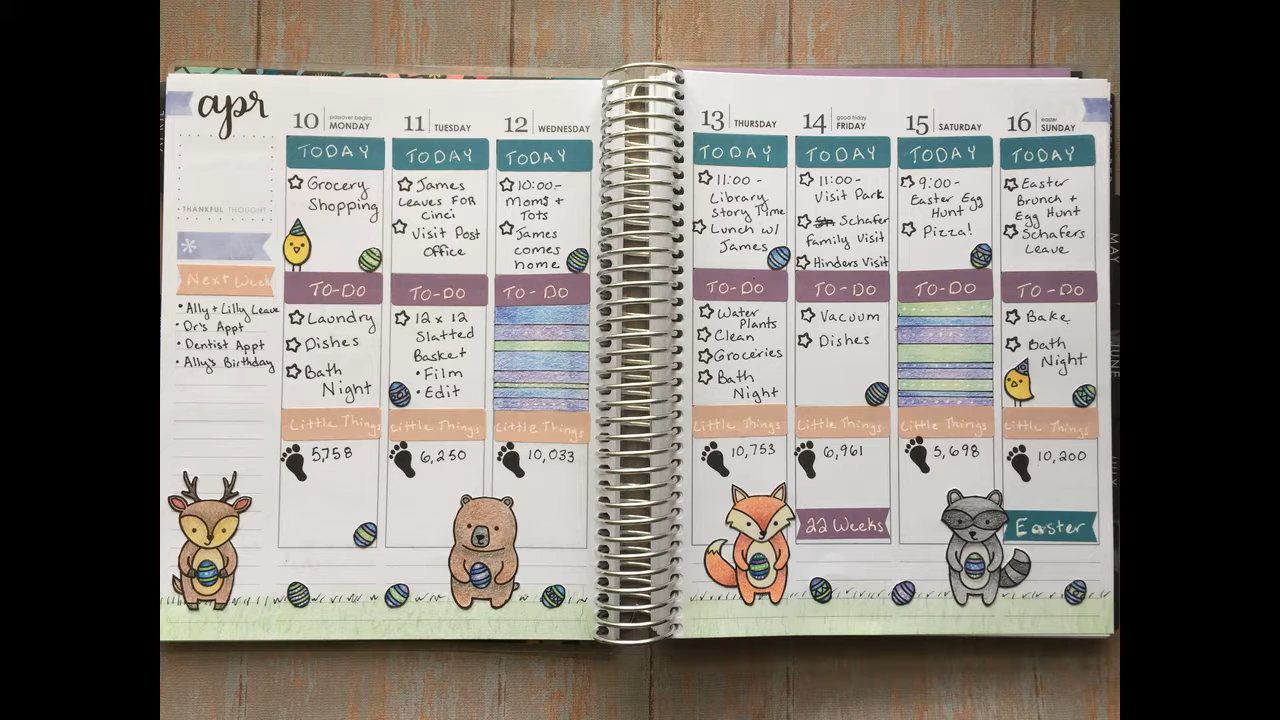 apr
THANKFUL THOUGHT
Next Week
• Ally + Lilly Leave
• Dr's Appt
• Dentist Appt
• Ally's Birthday
10 passover begins
MONDAY
TODAY
Grocery
Shopping
TO-DO
Laundry
Dishes
Bath
Night
Little Things
5,758
11 TUESDAY
TODAY
James
Leaves FOR
Cinci
Visit Post
Office
TO-DO
12 x 12
Slatted
Basket
• Film
• Edit
Little Things
6,250
12 WEDNESDAY
TODAY
10:00-
Moms +
Tots
James
comes
home
TO-DO
Little Things
10,033
13 THURSDAY
TODAY
11:00 -
Library
Story Time
Lunch w/
James
TO-DO
Water
Plants
Clean
Groceries
Bath
Night
Little Things
10,753
14 good friday
FRIDAY
TODAY
11:00-
Visit Park
Schafer
Family Visit
Hinders Visit
TO-DO
Vacuum
Dishes
Little Things
6,961
22 Weeks
15 SATURDAY
TODAY
9:00-
Easter Egg
Hunt
Pizza!
TO-DO
Little Things
5,698
16 easter
SUNDAY
TODAY
Easter
Brunch +
Egg Hunt
Schafers
Leave
TO-DO
Bake
Bath
Night
Little Things
10,200
Easter
MAY
JUNE